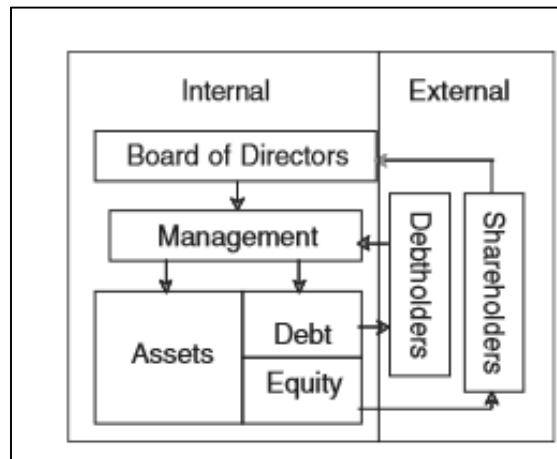 Internal
External
Board of Directors
Management
Debtholders
Shareholders
Assets
Debt
Equity